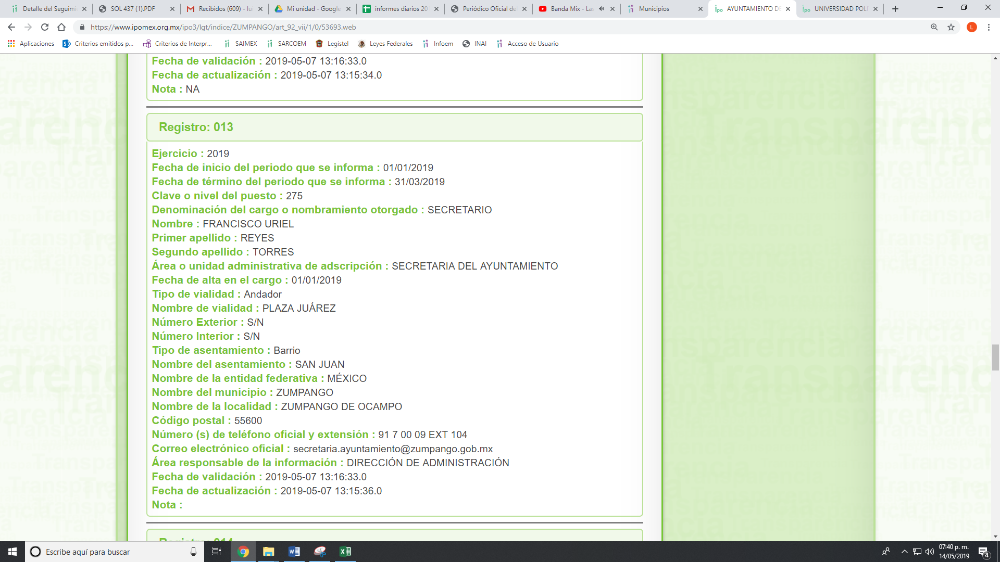 Detalle del Seguimi
SOL 437 (1).PDF
Recibidos (609) - lui
Mi unidad - Google
informes diarios 201
Periódico Oficial del
Banda Mix - Las
Municipios
AYUNTAMIENTO DE
UNIVERSIDAD POLI
https://www.ipomex.org.mx/ipo3/lgt/indice/ZUMPANGO/art_92_vii/1/0/53693.web
L
Aplicaciones
Criterios emitidos p...
Criterios de Interpr...
SAIMEX
SARCOEM
Legistel
Leyes Federales
Infoem
INAI
Acceso de Usuario
Fecha de validación : 2019-05-07 13:16:33.0
Fecha de actualización : 2019-05-07 13:15:34.0
Nota : NA
Registro: 013
Ejercicio : 2019
Fecha de inicio del periodo que se informa : 01/01/2019
Fecha de término del periodo que se informa : 31/03/2019
Clave o nivel del puesto : 275
Denominación del cargo o nombramiento otorgado : SECRETARIO
Nombre : FRANCISCO URIEL
Primer apellido : REYES
Segundo apellido : TORRES
Área o unidad administrativa de adscripción : SECRETARIA DEL AYUNTAMIENTO
Fecha de alta en el cargo : 01/01/2019
Tipo de vialidad : Andador
Nombre de vialidad : PLAZA JUÁREZ
Número Exterior : S/N
Número Interior : S/N
Tipo de asentamiento : Barrio
Nombre del asentamiento : SAN JUAN
Nombre de la entidad federativa : MÉXICO
Nombre del municipio : ZUMPANGO
Nombre de la localidad : ZUMPANGO DE OCAMPO
Código postal : 55600
Número (s) de teléfono oficial y extensión : 91 7 00 09 EXT 104
Correo electrónico oficial : secretaria.ayuntamiento@zumpango.gob.mx
Área responsable de la información : DIRECCIÓN DE ADMINISTRACIÓN
Fecha de validación : 2019-05-07 13:16:33.0
Fecha de actualización : 2019-05-07 13:15:36.0
Nota :
Registro: 014
Escribe aquí para buscar
07:40 p. m.
14/05/2019
4